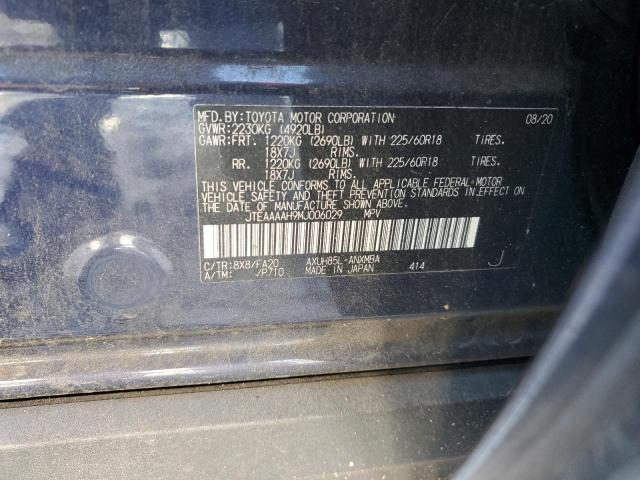 MFD. BY: TOYOTA MOTOR CORPORATION 08/20
GVWR: 2230KG (4920LB)
GAWR: FRT. 1220KG (2690LB) WITH 225/60R18 TIRES.
18X7J RIMS.
RR. 1220KG (2690LB) WITH 225/60R18 TIRES.
18X7J RIMS.
THIS VEHICLE CONFORMS TO ALL APPLICABLE FEDERAL MOTOR
VEHICLE SAFETY AND THEFT PREVENTION STANDARDS IN EFFECT
ON THE DATE OF MANUFACTURE SHOWN ABOVE.
JTEAAAAH9MJ006029 MPV
C/TR: 8X8/FA20 AXUH85L-ANXMBA
A/TM: /P710 MADE IN JAPAN 414 J